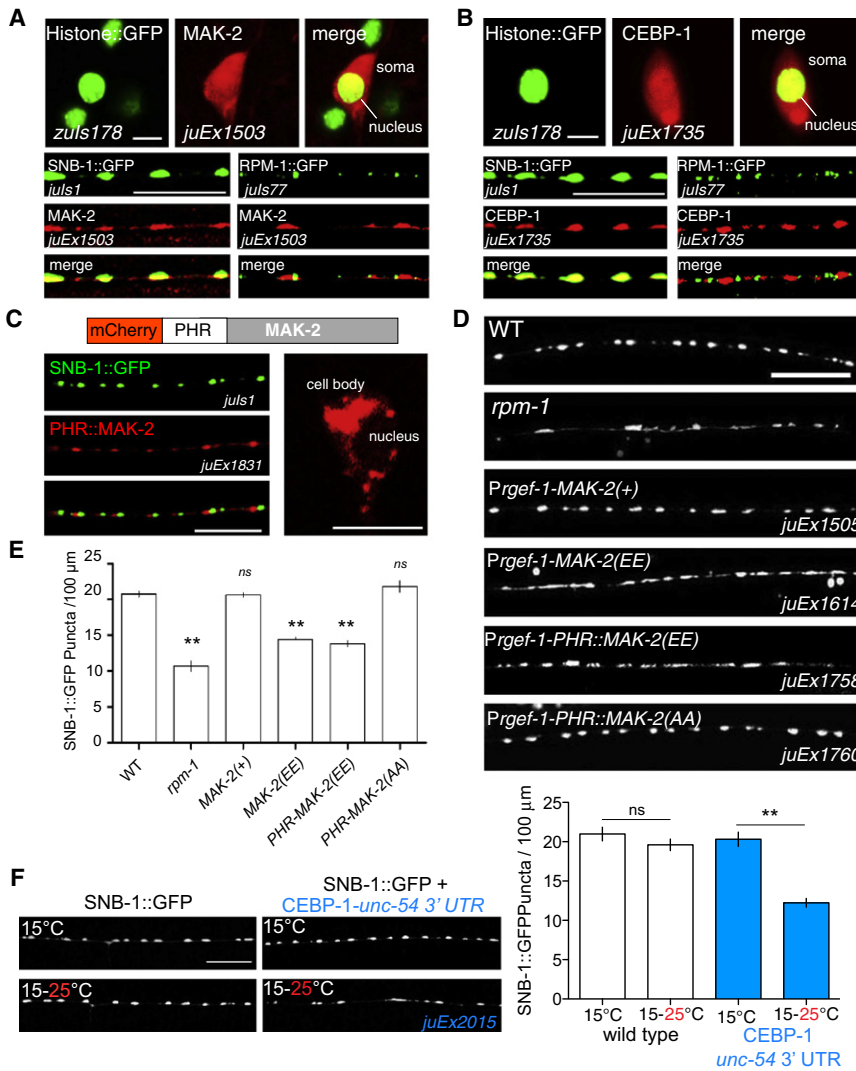 A
Histone::GFP
MAK-2
merge
soma
nucleus
zuIs178
juEx1503
SNB-1::GFP
juIs1
RPM-1::GFP
juIs77
MAK-2
juEx1503
MAK-2
juEx1503
merge
merge
B
Histone::GFP
CEBP-1
merge
soma
nucleus
zuIs178
juEx1735
SNB-1::GFP
juIs1
RPM-1::GFP
juIs77
CEBP-1
juEx1735
CEBP-1
juEx1735
merge
merge
C
mCherry PHR MAK-2
SNB-1::GFP
juIs1
PHR::MAK-2
juEx1831
cell body
nucleus
D
WT
rpm-1
Prgef-1-MAK-2(+)
juEx1505
Prgef-1-MAK-2(EE)
juEx1614
Prgef-1-PHR::MAK-2(EE)
juEx1758
Prgef-1-PHR::MAK-2(AA)
juEx1760
E
SNB-1::GFP Puncta /100 µm
25
20
15
10
5
0
**
ns
**
**
ns
WT
rpm-1
MAK-2(+)
MAK-2(EE)
PHR-MAK-2(EE)
PHR-MAK-2(AA)
F
SNB-1::GFP
SNB-1::GFP +
CEBP-1-unc-54 3' UTR
15°C
15°C
15-25°C
15-25°C
juEx2015
SNB-1::GFPPuncta / 100 µm
25
20
15
10
5
0
ns
**
15°C
15-25°C
15°C
15-25°C
wild type
CEBP-1
unc-54 3' UTR